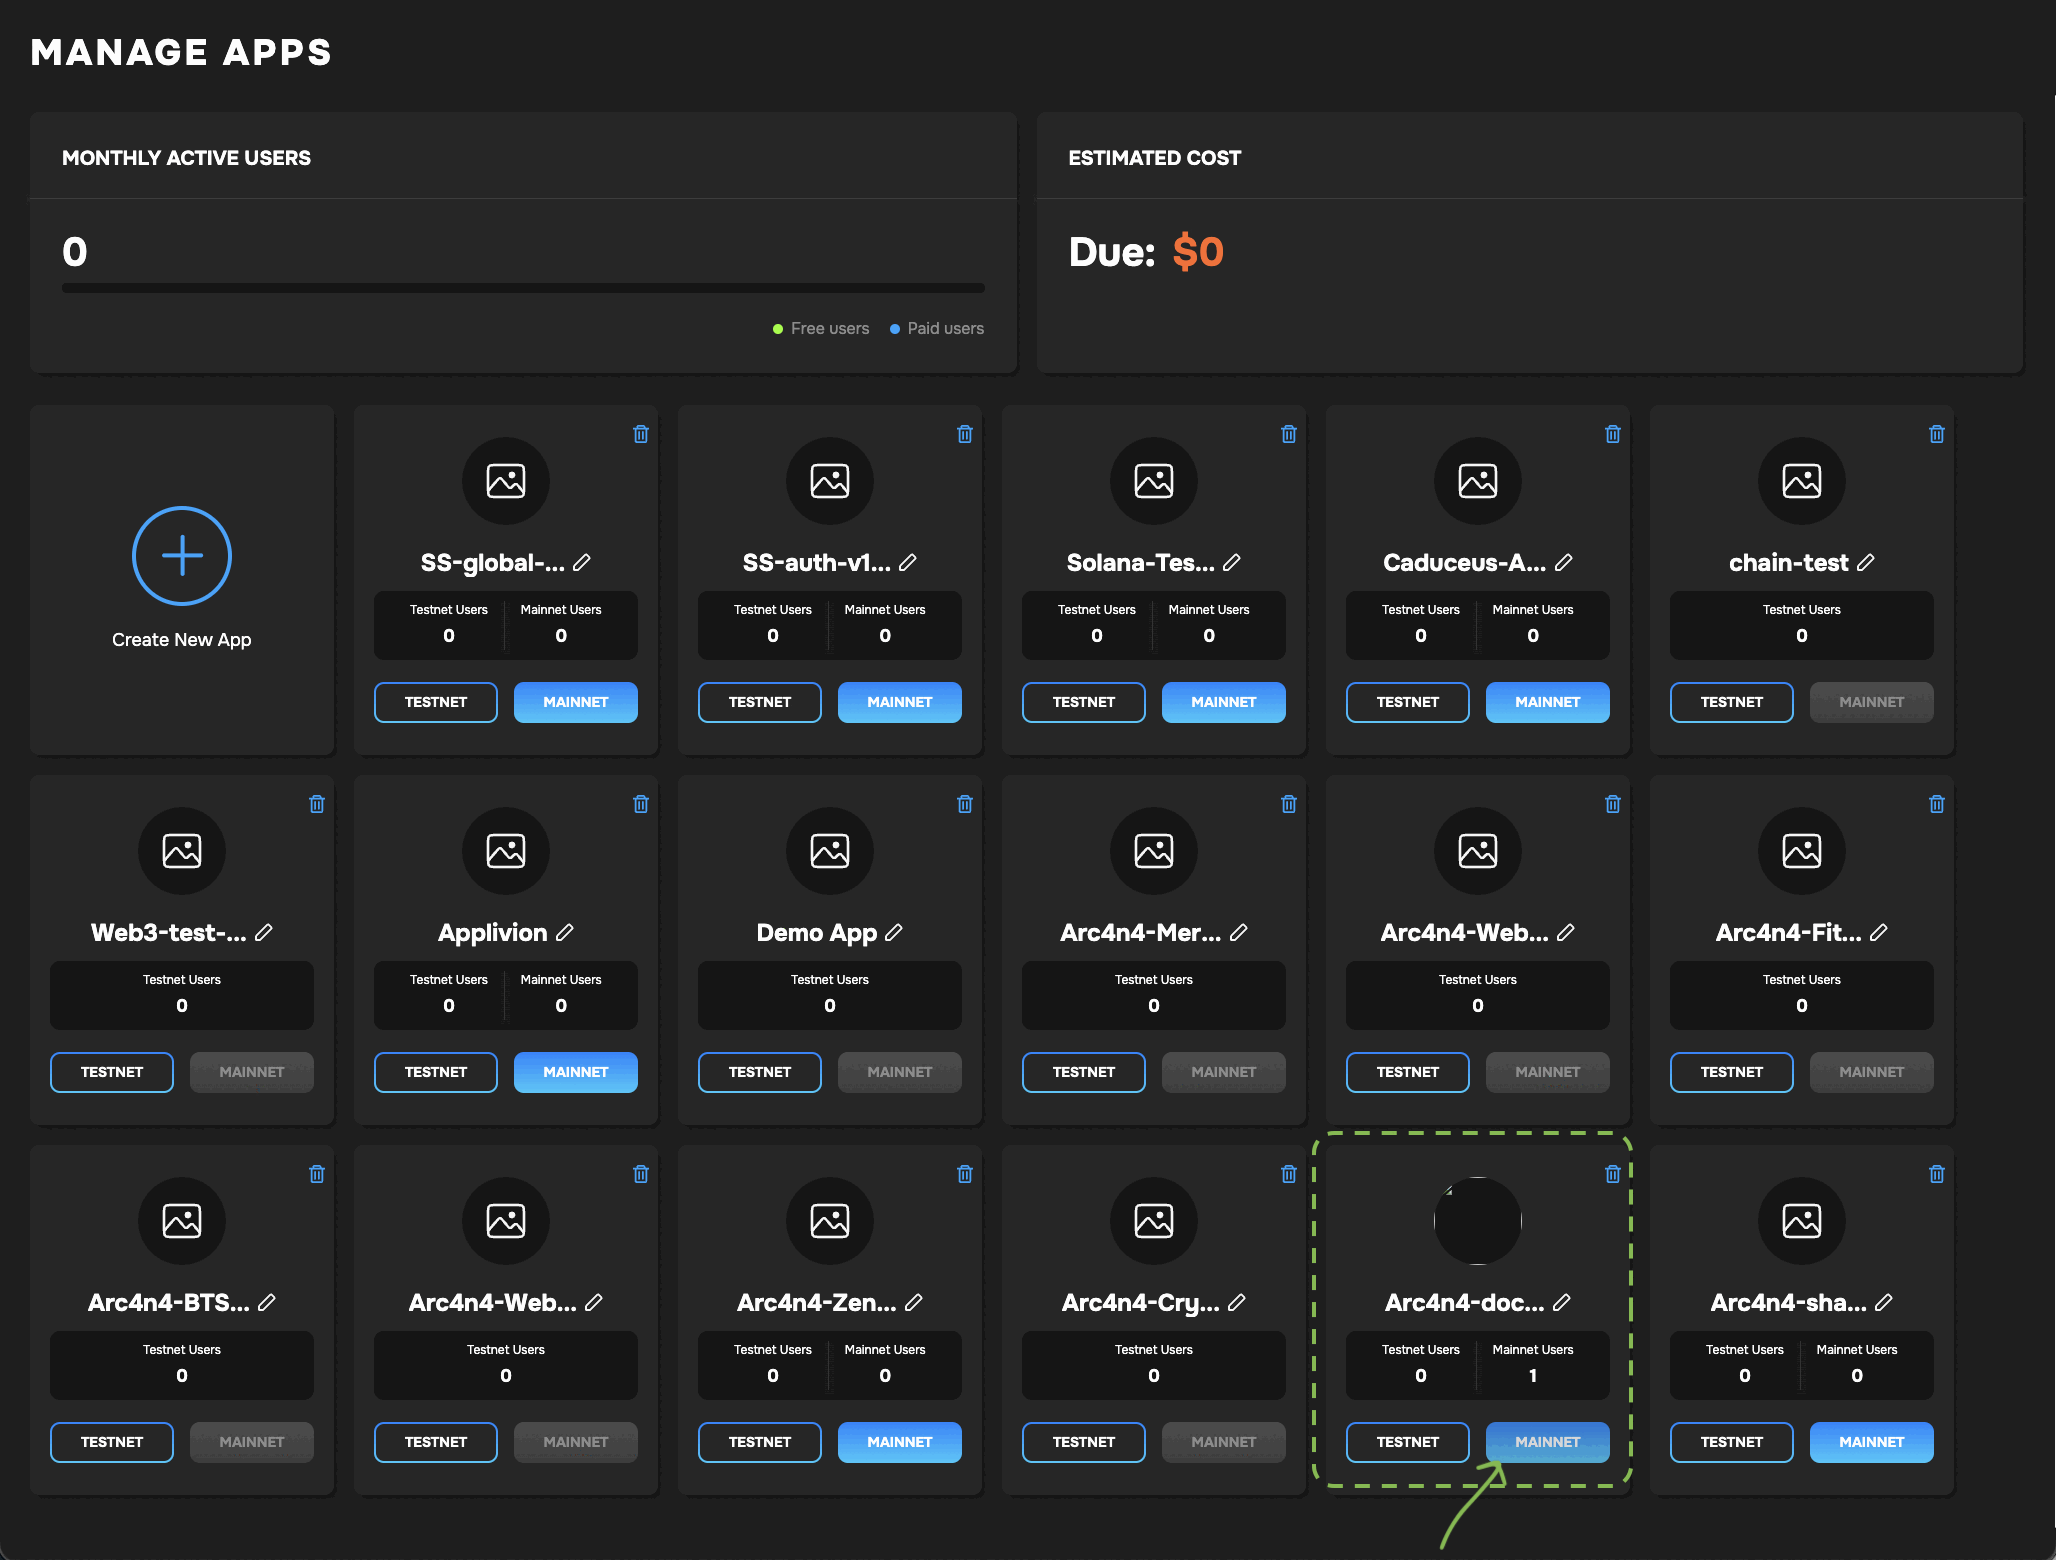 MANAGE APPS
MONTHLY ACTIVE USERS
0
Free users Paid users
ESTIMATED COST
Due: $0
Create New App
SS-global-...
Testnet Users Mainnet Users
0 0
TESTNET MAINNET
SS-auth-v1...
Testnet Users Mainnet Users
0 0
TESTNET MAINNET
Solana-Tes...
Testnet Users Mainnet Users
0 0
TESTNET MAINNET
Caduceus-A...
Testnet Users Mainnet Users
0 0
TESTNET MAINNET
chain-test
Testnet Users
0
TESTNET MAINNET
Web3-test-...
Testnet Users
0
TESTNET MAINNET
Applivion
Testnet Users Mainnet Users
0 0
TESTNET MAINNET
Demo App
Testnet Users
0
TESTNET MAINNET
Arc4n4-Mer...
Testnet Users
0
TESTNET MAINNET
Arc4n4-Web...
Testnet Users
0
TESTNET MAINNET
Arc4n4-Fit...
Testnet Users
0
TESTNET MAINNET
Arc4n4-BTS...
Testnet Users
0
TESTNET MAINNET
Arc4n4-Web...
Testnet Users
0
TESTNET MAINNET
Arc4n4-Zen...
Testnet Users Mainnet Users
0 0
TESTNET MAINNET
Arc4n4-Cry...
Testnet Users
0
TESTNET MAINNET
Arc4n4-doc...
Testnet Users Mainnet Users
0 1
TESTNET MAINNET
Arc4n4-sha...
Testnet Users Mainnet Users
0 0
TESTNET MAINNET